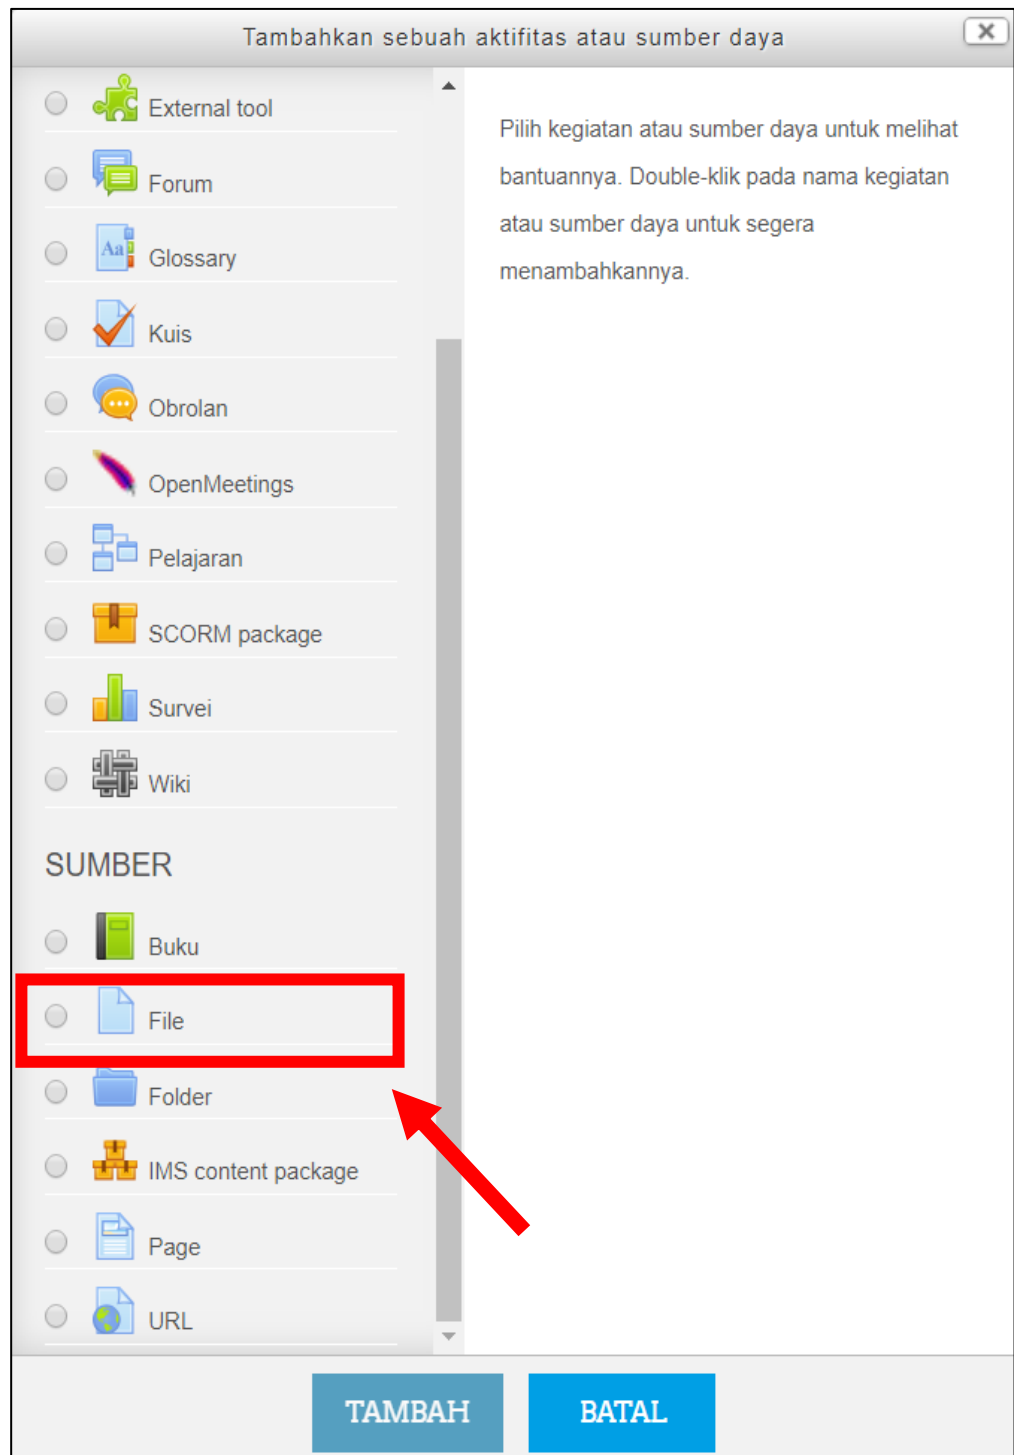 Tambahkan sebuah aktifitas atau sumber daya
External tool
Forum
Aa
Glossary
Kuis
Obrolan
OpenMeetings
Pelajaran
SCORM package
Survei
Wiki
SUMBER
Buku
File
Folder
IMS content package
Page
URL
Pilih kegiatan atau sumber daya untuk melihat
bantuannya. Double-klik pada nama kegiatan
atau sumber daya untuk segera
menambahkannya.
TAMBAH
BATAL